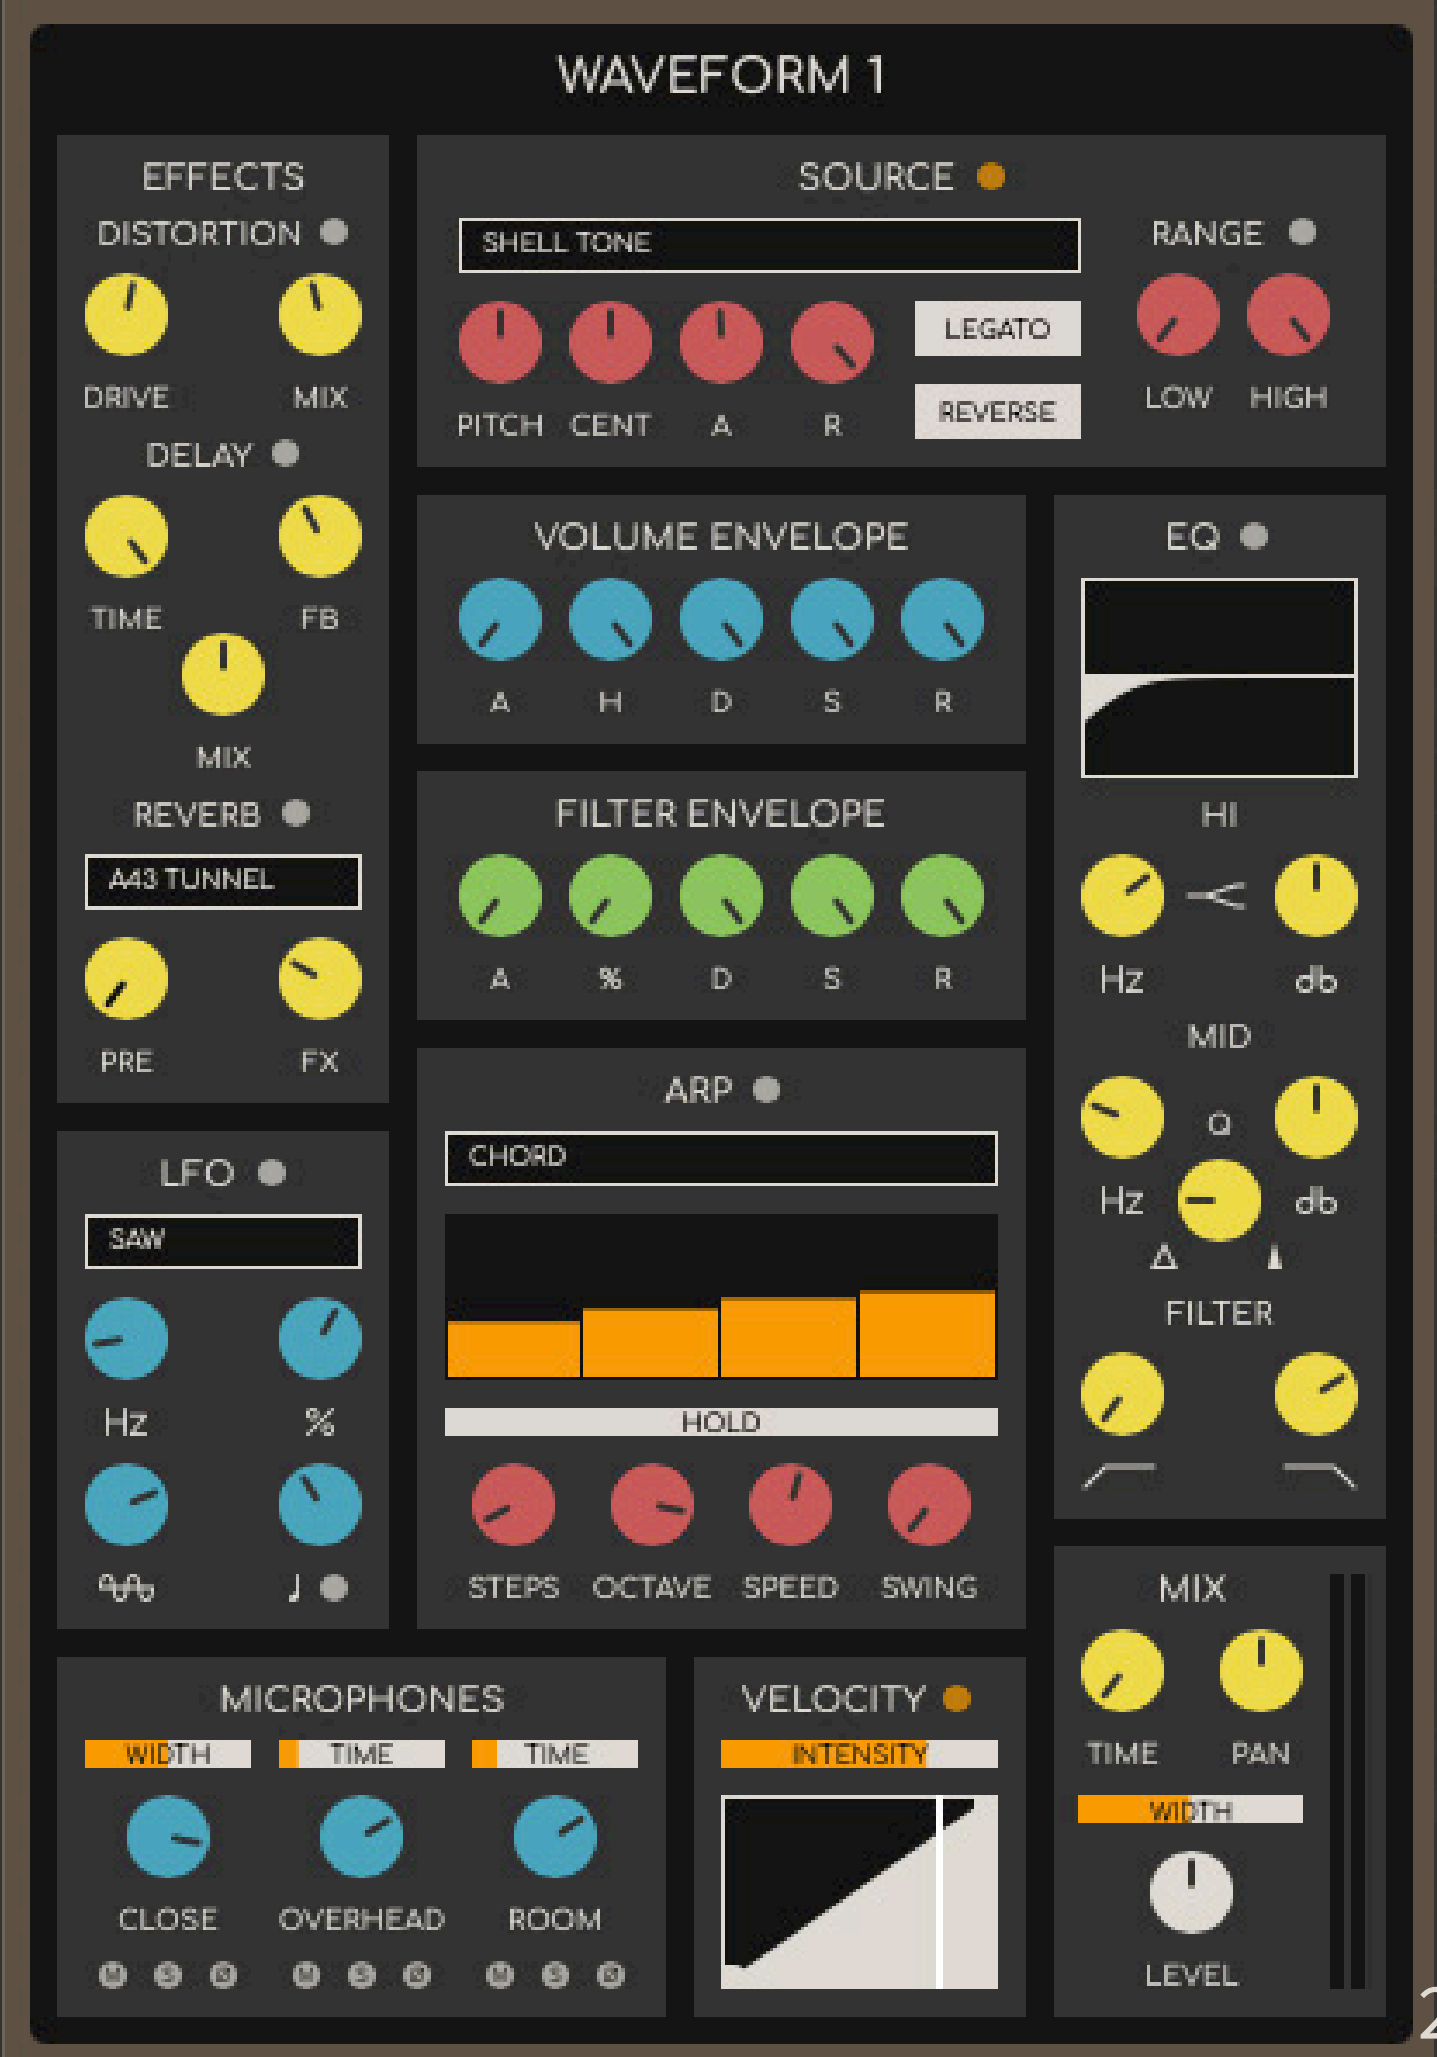 WAVEFORM 1
EFFECTS
DISTORTION
DRIVE MIX
DELAY
TIME FB
MIX
REVERB
A43 TUNNEL
PRE FX
SOURCE
SHELL TONE
PITCH CENT A R
LEGATO
REVERSE
RANGE
LOW HIGH
VOLUME ENVELOPE
A H D S R
FILTER ENVELOPE
A % D S R
EQ
HI
Hz db
MID
Q
Hz db
FILTER
LFO
SAW
Hz %
ARP
CHORD
HOLD
STEPS OCTAVE SPEED SWING
MICROPHONES
WIDTH TIME TIME
CLOSE OVERHEAD ROOM
M S Ø M S Ø M S Ø
VELOCITY
INTENSITY
MIX
TIME PAN
WIDTH
LEVEL
2